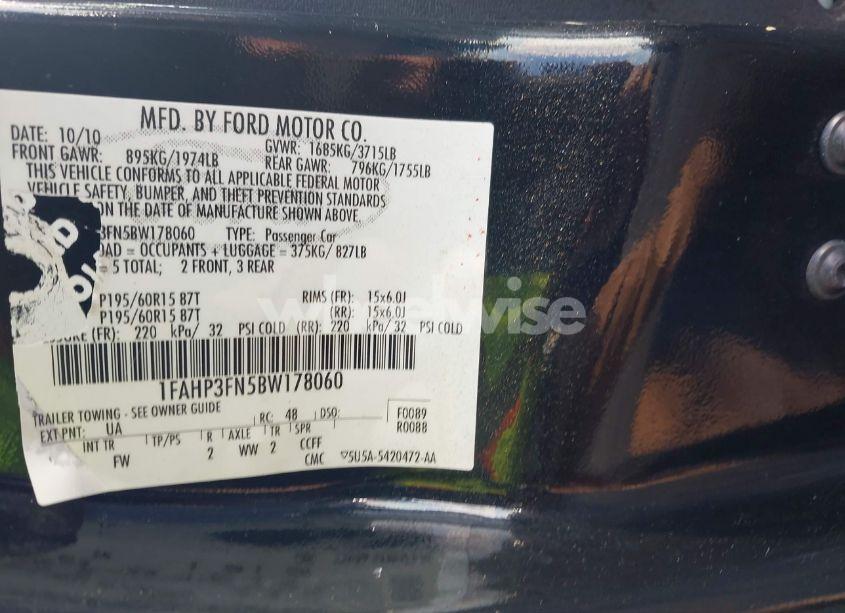 MFD. BY FORD MOTOR CO.
DATE: 10/10 GVWR: 1685KG/3715LB
FRONT GAWR: 895KG/1974LB REAR GAWR: 796KG/1755LB
THIS VEHICLE CONFORMS TO ALL APPLICABLE FEDERAL MOTOR
VEHICLE SAFETY, BUMPER, AND THEFT PREVENTION STANDARDS
ON THE DATE OF MANUFACTURE SHOWN ABOVE.
3FN5BW178060 TYPE: Passenger Car
OAD = OCCUPANTS + LUGGAGE = 375KG/ 827LB
= 5 TOTAL; 2 FRONT, 3 REAR
P195/60R15 87T RIMS (FR): 15x6.0J
P195/60R15 87T (RR): 15x6.0J
(FR): 220 kPa/ 32 PSI COLD (RR): 220 kPa/ 32 PSI COLD
wheelwise
1FAHP3FN5BW178060
TRAILER TOWING - SEE OWNER GUIDE
EXT PNT: UA RC: 48 DSO: F0089
R0088
INT TR TP/PS R AXLE TR SPR
FW 2 WW 2 CCFF
CMC 5U5A-5420472-AA